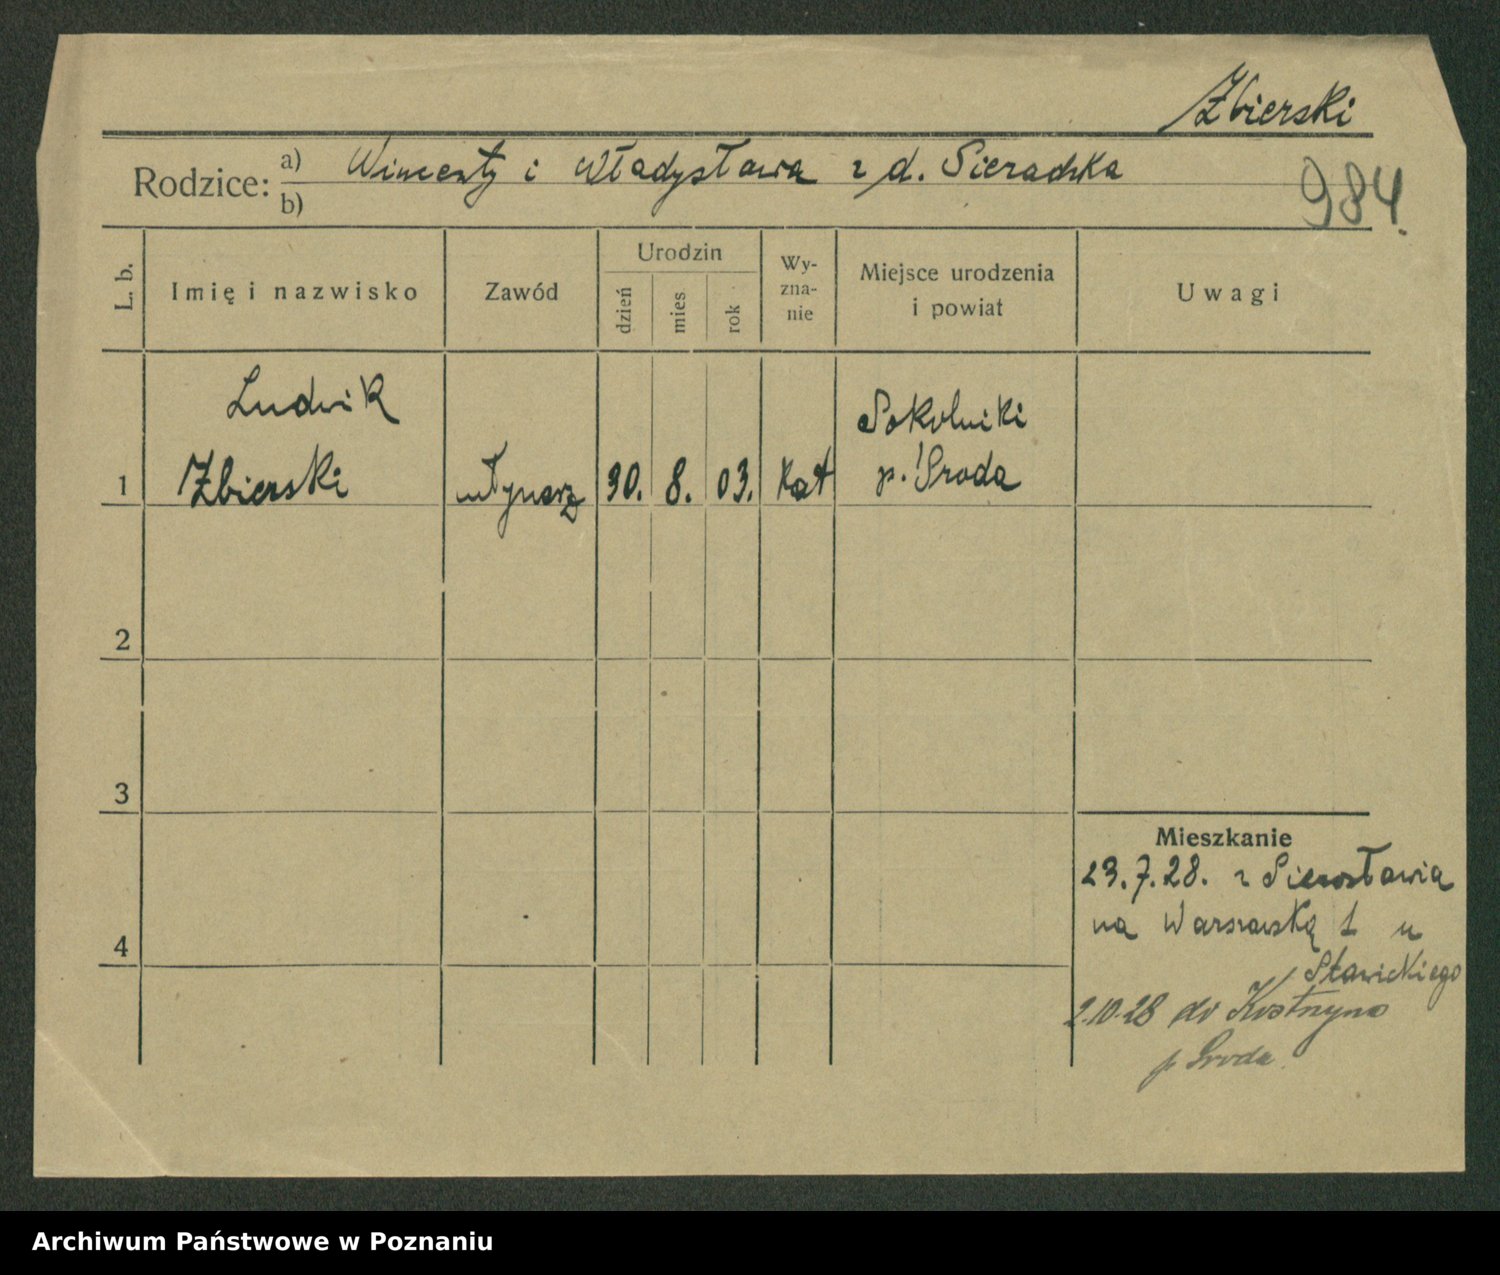 Zbierski
Rodzice: a) Wincenty i Władysława z d. Sieradzka
b)
984.
L. b.
Imię i nazwisko
Zawód
Urodzin
dzień
mies
rok
Wy-
zna-
nie
Miejsce urodzenia
i powiat
Uwagi
Ludwik
1 Zbierski młynarz 30. 8. 03. kat Sokolniki
p. Środa
2
3
4
Mieszkanie
23.7.28. z Sierosławia
na Warszawską 1 u
Sławickiego
2.10.28 do Kostrzyna
p Środa
Archiwum Państwowe w Poznaniu